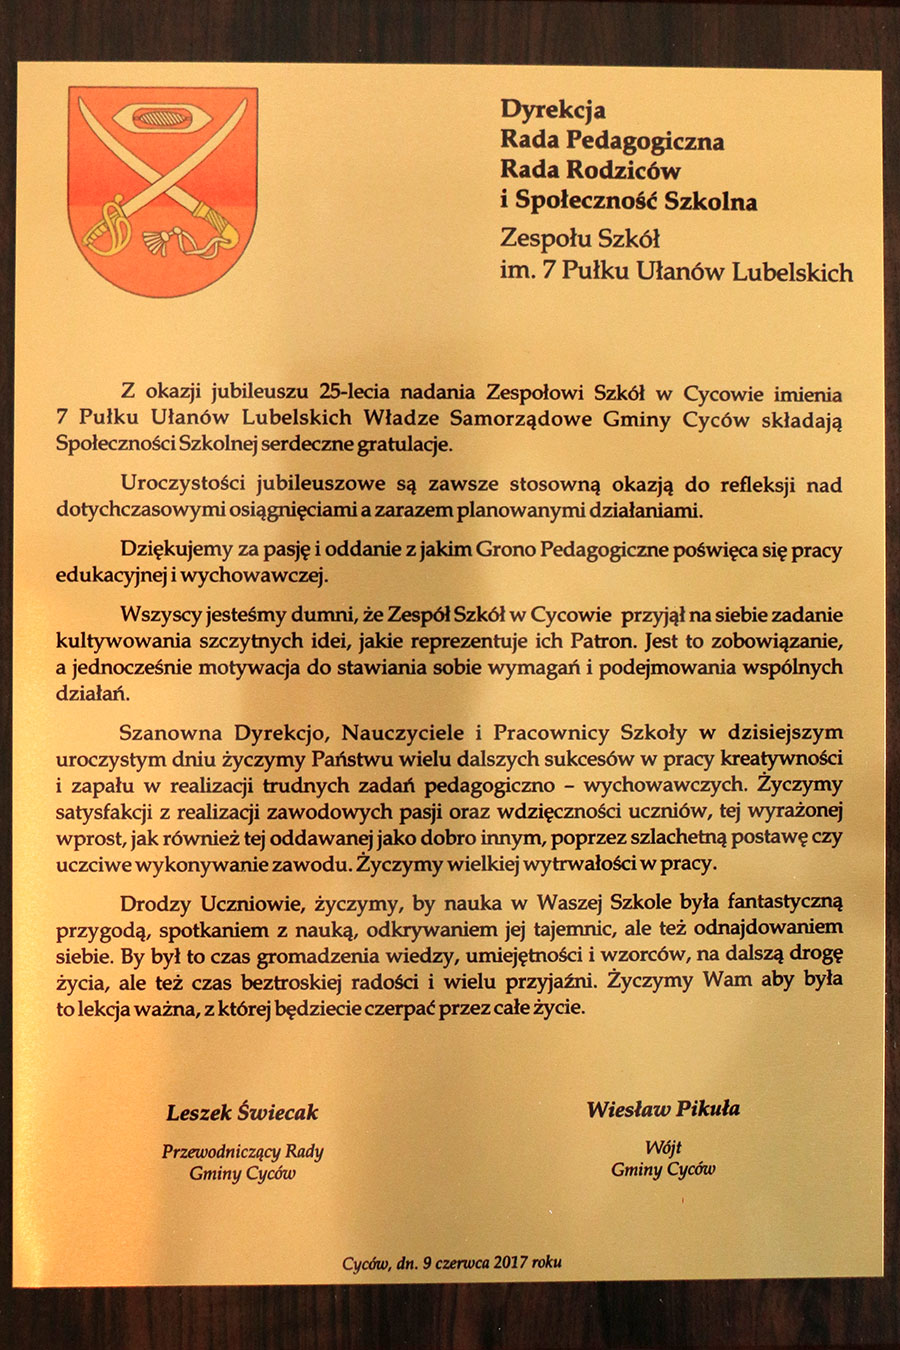 Dyrekcja
Rada Pedagogiczna
Rada Rodziców
i Społeczność Szkolna
Zespołu Szkół
im. 7 Pułku Ułanów Lubelskich
Z okazji jubileuszu 25-lecia nadania Zespołowi Szkół w Cycowie imienia
7 Pułku Ułanów Lubelskich Władze Samorządowe Gminy Cyców składają
Społeczności Szkolnej serdeczne gratulacje.
Uroczystości jubileuszowe są zawsze stosowną okazją do refleksji nad
dotychczasowymi osiągnięciami a zarazem planowanymi działaniami.
Dziękujemy za pasję i oddanie z jakim Grono Pedagogiczne poświęca się pracy
edukacyjnej i wychowawczej.
Wszyscy jesteśmy dumni, że Zespół Szkół w Cycowie przyjął na siebie zadanie
kultywowania szczytnych idei, jakie reprezentuje ich Patron. Jest to zobowiązanie,
a jednocześnie motywacja do stawiania sobie wymagań i podejmowania wspólnych
działań.
Szanowna Dyrekcjo, Nauczyciele i Pracownicy Szkoły w dzisiejszym
uroczystym dniu życzymy Państwu wielu dalszych sukcesów w pracy kreatywności
i zapału w realizacji trudnych zadań pedagogiczno – wychowawczych. Życzymy
satysfakcji z realizacji zawodowych pasji oraz wdzięczności uczniów, tej wyrażonej
wprost, jak również tej oddawanej jako dobro innym, poprzez szlachetną postawę czy
uczciwe wykonywanie zawodu. Życzymy wielkiej wytrwałości w pracy.
Drodzy Uczniowie, życzymy, by nauka w Waszej Szkole była fantastyczną
przygodą, spotkaniem z nauką, odkrywaniem jej tajemnic, ale też odnajdowaniem
siebie. By był to czas gromadzenia wiedzy, umiejętności i wzorców, na dalszą drogę
życia, ale też czas beztroskiej radości i wielu przyjaźni. Życzymy Wam aby była
to lekcja ważna, z której będziecie czerpać przez całe życie.
Leszek Świecak
Przewodniczący Rady
Gminy Cyców
Wiesław Pikuła
Wójt
Gminy Cyców
Cyców, dn. 9 czerwca 2017 roku